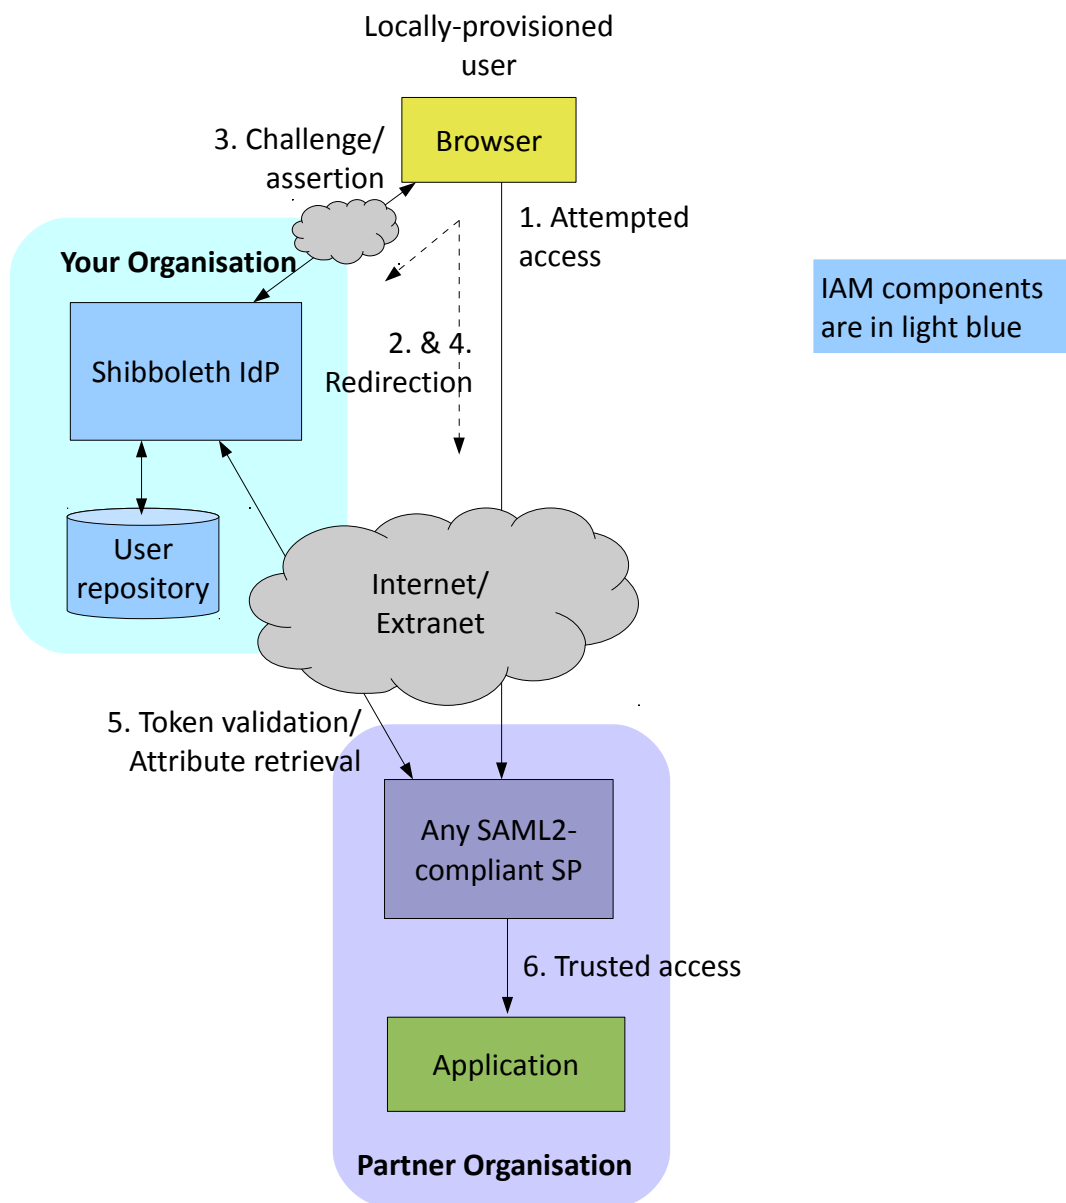 Locally-provisioned
user
Browser
3. Challenge/
assertion
1. Attempted
access
Your Organisation
IAM components
are in light blue
Shibboleth IdP
2. & 4.
Redirection
User
repository
Internet/
Extranet
5. Token validation/
Attribute retrieval
Any SAML2-
compliant SP
6. Trusted access
Application
Partner Organisation